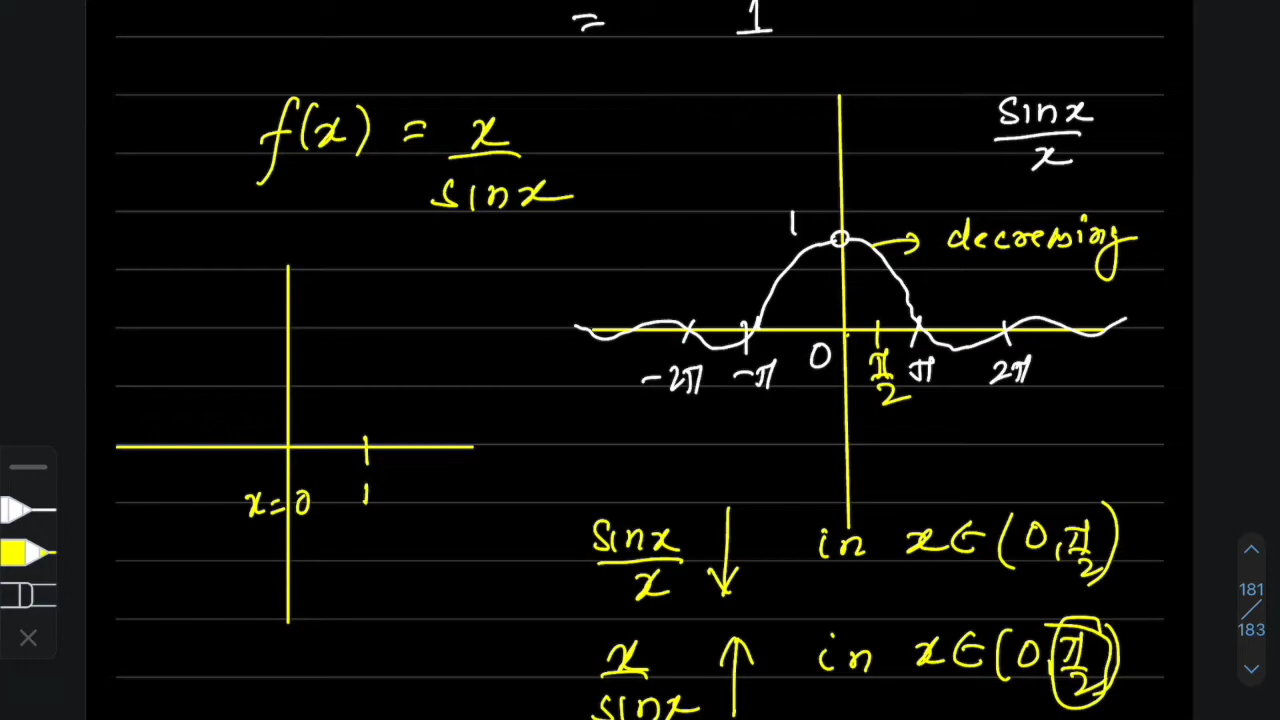 = 1
f(x) = x / sinx
sinx / x
1
decresing
-2π -π 0 π/2 π 2π
x=0 1
sinx / x ↓ in x∈(0,π/2)
x / sinx ↑ in x∈(0,π/2)
181 / 183